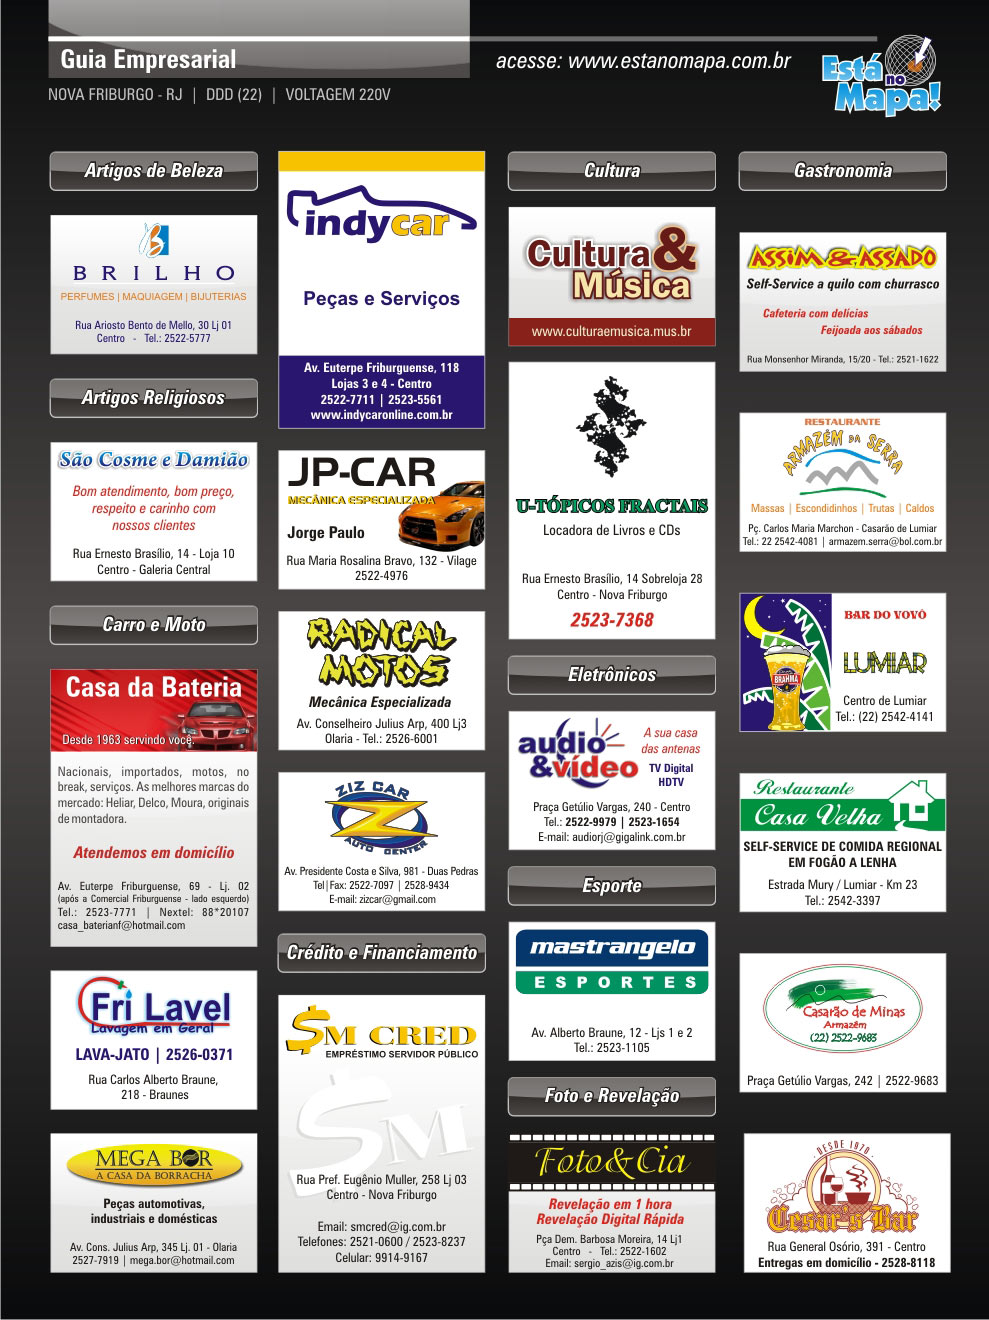 Guia Empresarial
acesse: www.estanomapa.com.br
Está no Mapa!
NOVA FRIBURGO - RJ | DDD (22) | VOLTAGEM 220V
Artigos de Beleza
BRILHO
PERFUMES | MAQUIAGEM | BIJUTERIAS
Rua Ariosto Bento de Mello, 30 Lj 01
Centro - Tel.: 2522-5777
Artigos Religiosos
São Cosme e Damião
Bom atendimento, bom preço,
respeito e carinho com
nossos clientes
Rua Ernesto Brasílio, 14 - Loja 10
Centro - Galeria Central
Carro e Moto
Casa da Bateria
Desde 1963 servindo você.
Nacionais, importados, motos, no
break, serviços. As melhores marcas do
mercado: Heliar, Delco, Moura, originais
de montadora.
Atendemos em domicílio
Av. Euterpe Friburguense, 69 - Lj. 02
(após a Comercial Friburguense - lado esquerdo)
Tel.: 2523-7771 | Nextel: 88*20107
casa_baterianf@hotmail.com
Fri Lavel
Lavagem em Geral
LAVA-JATO | 2526-0371
Rua Carlos Alberto Braune,
218 - Braunes
MEGA BOR
A CASA DA BORRACHA
Peças automotivas,
industriais e domésticas
Av. Cons. Julius Arp, 345 Lj. 01 - Olaria
2527-7919 | mega.bor@hotmail.com
indycar
Peças e Serviços
Av. Euterpe Friburguense, 118
Lojas 3 e 4 - Centro
2522-7711 | 2523-5561
www.indycaronline.com.br
JP-CAR
MECÂNICA ESPECIALIZADA
Jorge Paulo
Rua Maria Rosalina Bravo, 132 - Vilage
2522-4976
RADICAL
MOTOS
Mecânica Especializada
Av. Conselheiro Julius Arp, 400 Lj3
Olaria - Tel.: 2526-6001
ZIZ CAR
AUTO CENTER
Av. Presidente Costa e Silva, 981 - Duas Pedras
Tel|Fax: 2522-7097 | 2528-9434
E-mail: zizcar@gmail.com
Crédito e Financiamento
$M CRED
EMPRÉSTIMO SERVIDOR PÚBLICO
$M
Rua Pref. Eugênio Muller, 258 Lj 03
Centro - Nova Friburgo
Email: smcred@ig.com.br
Telefones: 2521-0600 / 2523-8237
Celular: 9914-9167
Cultura
Cultura &
Música
www.culturaemusica.mus.br
U-TÓPICOS FRACTAIS
Locadora de Livros e CDs
Rua Ernesto Brasílio, 14 Sobreloja 28
Centro - Nova Friburgo
2523-7368
Eletrônicos
audio
&vídeo
A sua casa
das antenas
TV Digital
HDTV
Praça Getúlio Vargas, 240 - Centro
Tel.: 2522-9979 | 2523-1654
E-mail: audiorj@gigalink.com.br
Esporte
mastrangelo
ESPORTES
Av. Alberto Braune, 12 - Ljs 1 e 2
Tel.: 2523-1105
Foto e Revelação
Foto&Cia
Revelação em 1 hora
Revelação Digital Rápida
Pça Dem. Barbosa Moreira, 14 Lj1
Centro - Tel.: 2522-1602
Email: sergio_azis@ig.com.br
Gastronomia
ASSIM & ASSADO
Self-Service a quilo com churrasco
Cafeteria com delícias
Feijoada aos sábados
Rua Monsenhor Miranda, 15/20 - Tel.: 2521-1622
RESTAURANTE
ARMAZÉM DA SERRA
Massas | Escondidinhos | Trutas | Caldos
Pç. Carlos Maria Marchon - Casarão de Lumiar
Tel.: 22 2542-4081 | armazem.serra@bol.com.br
BAR DO VOVÔ
LUMIAR
BRAHMA
Centro de Lumiar
Tel.: (22) 2542-4141
Restaurante
Casa Velha
SELF-SERVICE DE COMIDA REGIONAL
EM FOGÃO A LENHA
Estrada Mury / Lumiar - Km 23
Tel.: 2542-3397
Casarão de Minas
Armazém
(22) 2522-9683
Praça Getúlio Vargas, 242 | 2522-9683
DESDE 1970
Cesar's Bar
Rua General Osório, 391 - Centro
Entregas em domicílio - 2528-8118